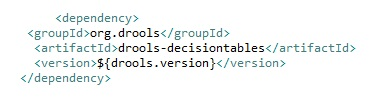 <dependency>
<groupId>org.drools</groupId>
<artifactId>drools-decisiontables</artifactId>
<version>${drools.version}</version>
</dependency>